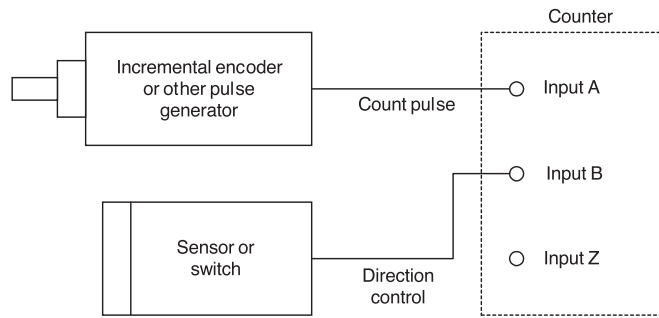 Counter
Incremental encoder
or other pulse
generator
Count pulse
Input A
Input B
Sensor or
switch
Direction
control
Input Z